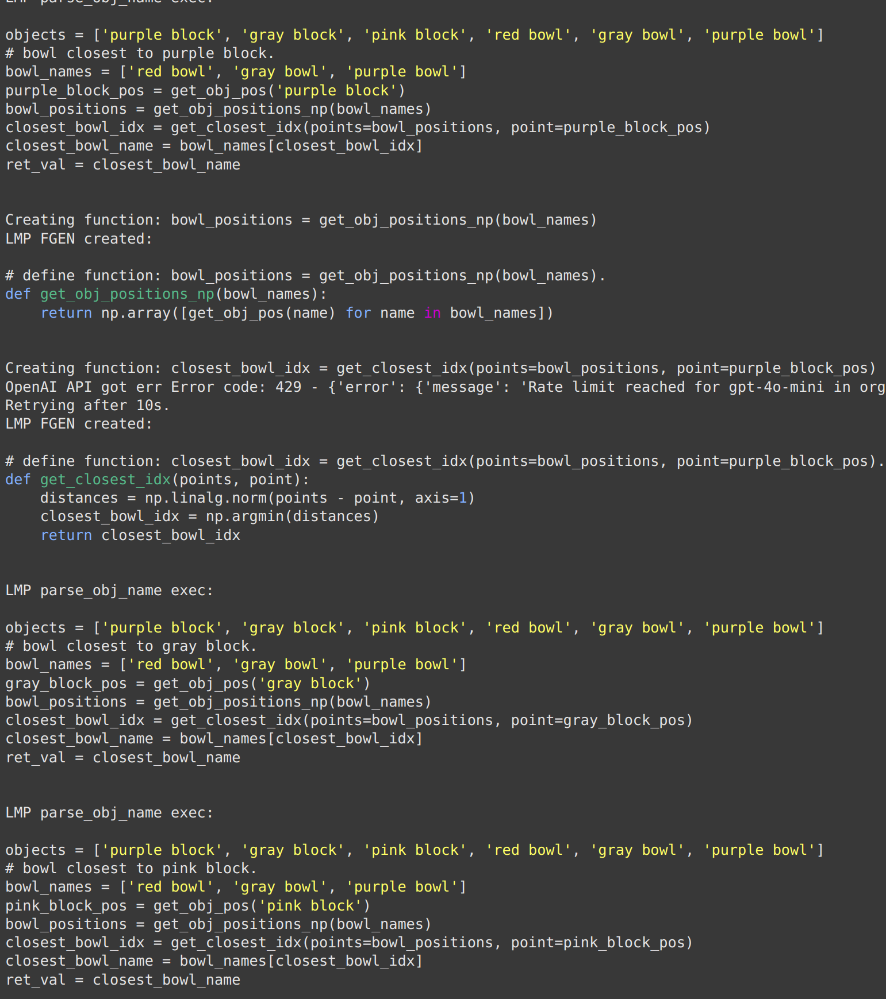 LMP parse_obj_name exec:
objects = ['purple block', 'gray block', 'pink block', 'red bowl', 'gray bowl', 'purple bowl']
# bowl closest to purple block.
bowl_names = ['red bowl', 'gray bowl', 'purple bowl']
purple_block_pos = get_obj_pos('purple block')
bowl_positions = get_obj_positions_np(bowl_names)
closest_bowl_idx = get_closest_idx(points=bowl_positions, point=purple_block_pos)
closest_bowl_name = bowl_names[closest_bowl_idx]
ret_val = closest_bowl_name
Creating function: bowl_positions = get_obj_positions_np(bowl_names)
LMP FGEN created:
# define function: bowl_positions = get_obj_positions_np(bowl_names).
def get_obj_positions_np(bowl_names):
    return np.array([get_obj_pos(name) for name in bowl_names])
Creating function: closest_bowl_idx = get_closest_idx(points=bowl_positions, point=purple_block_pos)
OpenAI API got err Error code: 429 - {'error': {'message': 'Rate limit reached for gpt-4o-mini in org
Retrying after 10s.
LMP FGEN created:
# define function: closest_bowl_idx = get_closest_idx(points=bowl_positions, point=purple_block_pos).
def get_closest_idx(points, point):
    distances = np.linalg.norm(points - point, axis=1)
    closest_bowl_idx = np.argmin(distances)
    return closest_bowl_idx
LMP parse_obj_name exec:
objects = ['purple block', 'gray block', 'pink block', 'red bowl', 'gray bowl', 'purple bowl']
# bowl closest to gray block.
bowl_names = ['red bowl', 'gray bowl', 'purple bowl']
gray_block_pos = get_obj_pos('gray block')
bowl_positions = get_obj_positions_np(bowl_names)
closest_bowl_idx = get_closest_idx(points=bowl_positions, point=gray_block_pos)
closest_bowl_name = bowl_names[closest_bowl_idx]
ret_val = closest_bowl_name
LMP parse_obj_name exec:
objects = ['purple block', 'gray block', 'pink block', 'red bowl', 'gray bowl', 'purple bowl']
# bowl closest to pink block.
bowl_names = ['red bowl', 'gray bowl', 'purple bowl']
pink_block_pos = get_obj_pos('pink block')
bowl_positions = get_obj_positions_np(bowl_names)
closest_bowl_idx = get_closest_idx(points=bowl_positions, point=pink_block_pos)
closest_bowl_name = bowl_names[closest_bowl_idx]
ret_val = closest_bowl_name